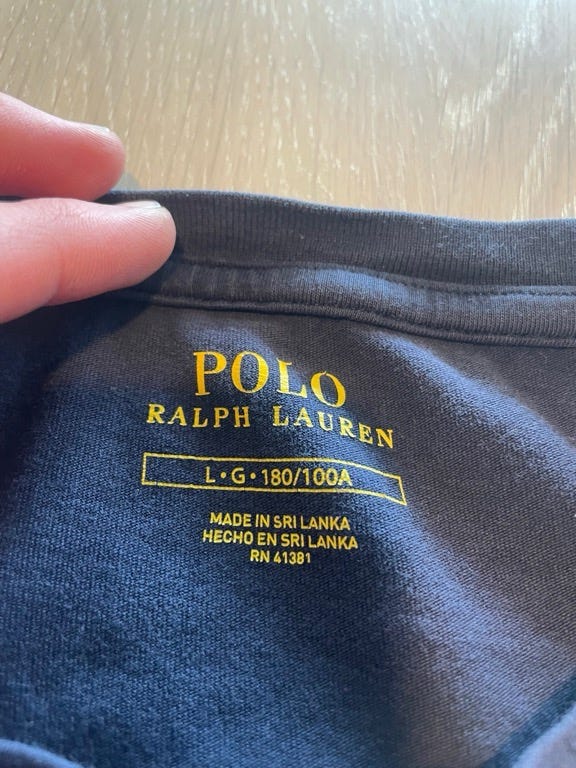 POLO
RALPH LAUREN
L•G•180/100A
MADE IN SRI LANKA
HECHO EN SRI LANKA
RN 41381